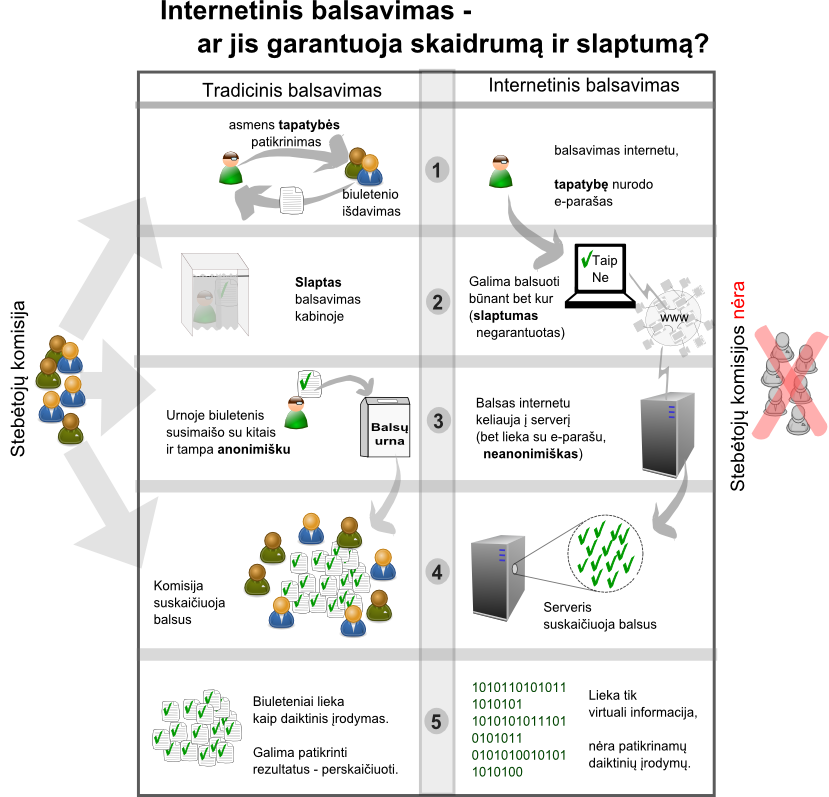 Internetinis balsavimas -
ar jis garantuoja skaidrumą ir slaptumą?
Tradicinis balsavimas
Internetinis balsavimas
asmens tapatybės
patikrinimas
biuletenio
išdavimas
1
balsavimas internetu,
tapatybę nurodo
e-parašas
Slaptas
balsavimas
kabinoje
2
Galima balsuoti
būnant bet kur
(slaptumas
negarantuotas)
Taip
Ne
www
Stebėtojų komisija
Stebėtojų komisijos nėra
Urnoje biuletenis
susimaišo su kitais
ir tampa anonimišku
Balsų
urna
3
Balsas internetu
keliauja į serverį
(bet lieka su e-parašu,
neanonimiškas)
Komisija
suskaičiuoja
balsus
4
Serveris
suskaičiuoja balsus
Biuleteniai lieka
kaip daiktinis įrodymas.
Galima patikrinti
rezultatus - perskaičiuoti.
5
1010110101011
1010101
1010101011101
0101011
0101010010101
1010100
Lieka tik
virtuali informacija,
nėra patikrinamų
daiktinių įrodymų.